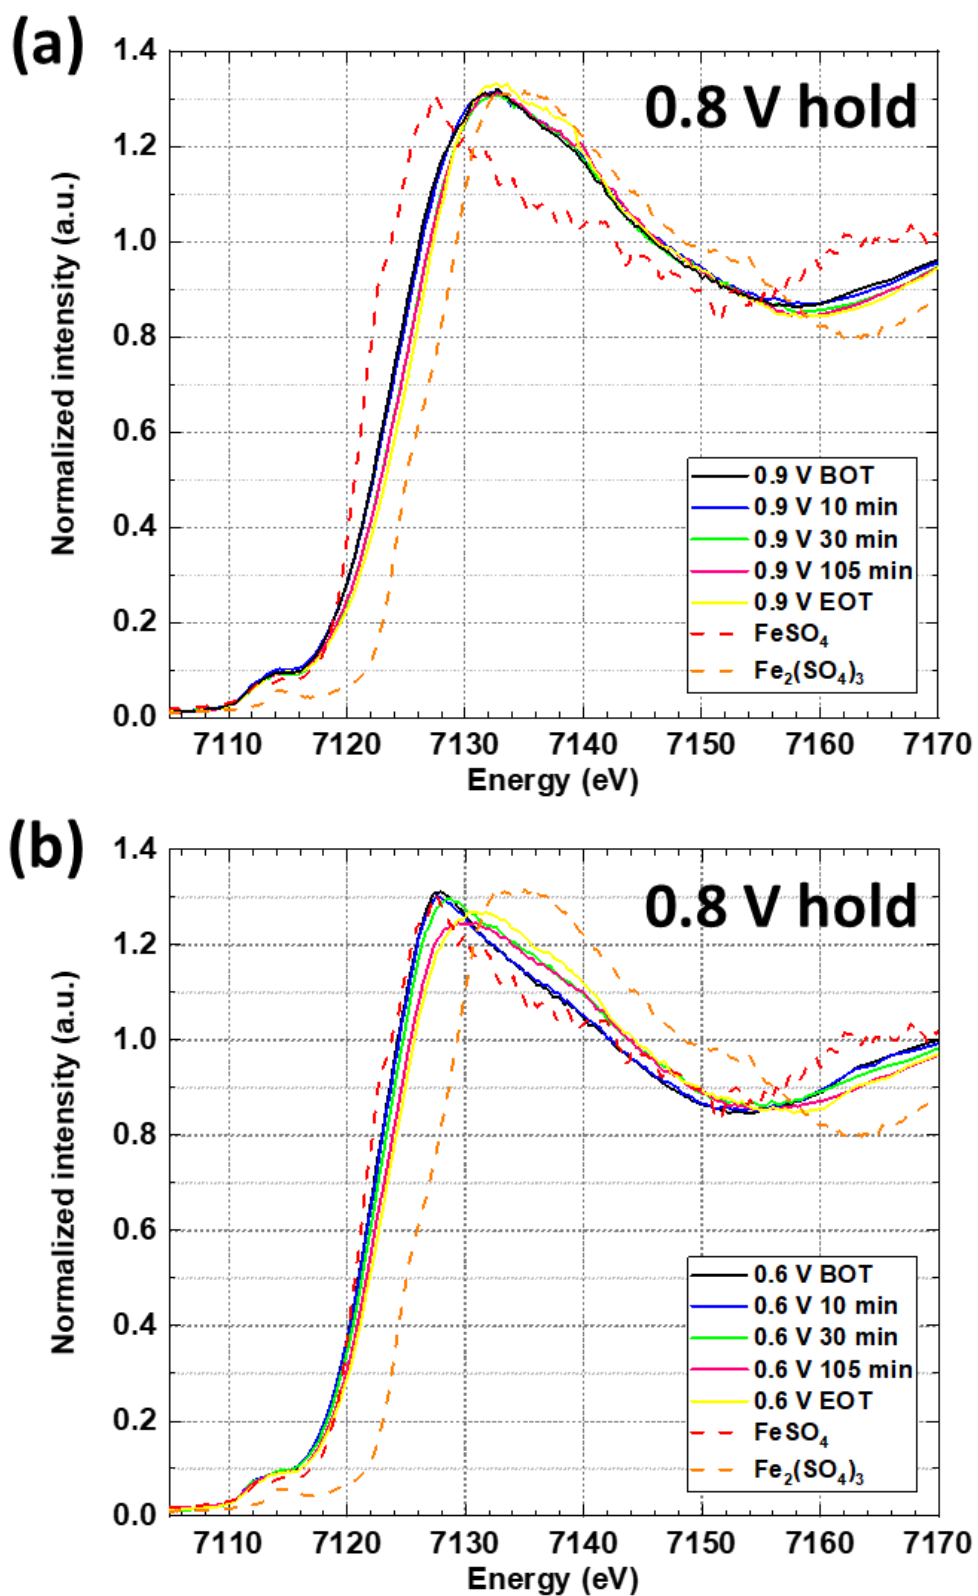 (a)
0.8 V hold
Normalized intensity (a.u.)
1.4
1.2
1.0
0.8
0.6
0.4
0.2
0.0
0.9 V BOT
0.9 V 10 min
0.9 V 30 min
0.9 V 105 min
0.9 V EOT
FeSO4
Fe2(SO4)3
7110 7120 7130 7140 7150 7160 7170
Energy (eV)
(b)
0.8 V hold
Normalized intensity (a.u.)
1.4
1.2
1.0
0.8
0.6
0.4
0.2
0.0
0.6 V BOT
0.6 V 10 min
0.6 V 30 min
0.6 V 105 min
0.6 V EOT
FeSO4
Fe2(SO4)3
7110 7120 7130 7140 7150 7160 7170
Energy (eV)